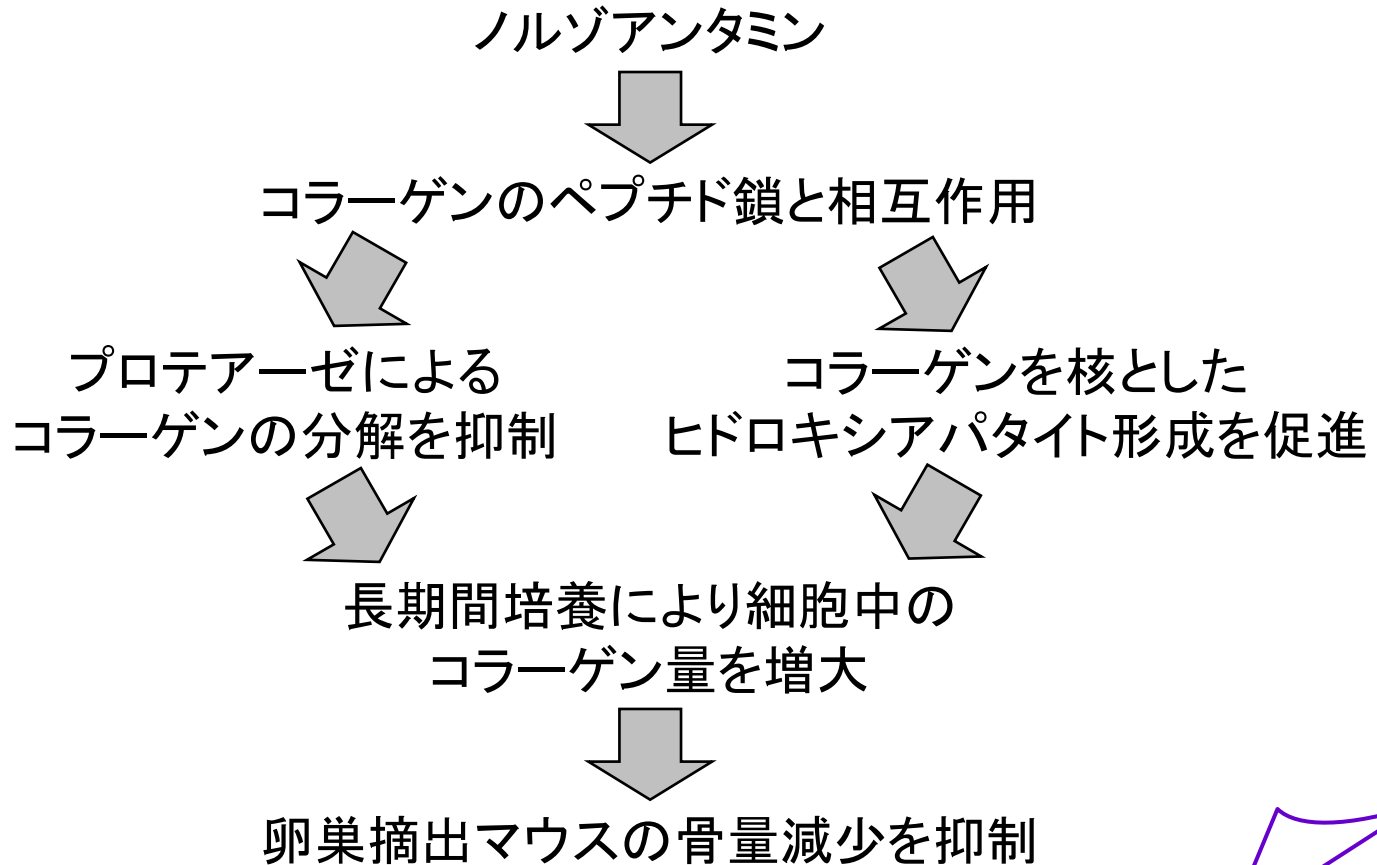 ノルゾアンタミン
コラーゲンのペプチド鎖と相互作用
プロテアーゼによる
コラーゲンの分解を抑制
コラーゲンを核とした
ヒドロキシアパタイト形成を促進
長期間培養により細胞中の
コラーゲン量を増大
卵巣摘出マウスの骨量減少を抑制